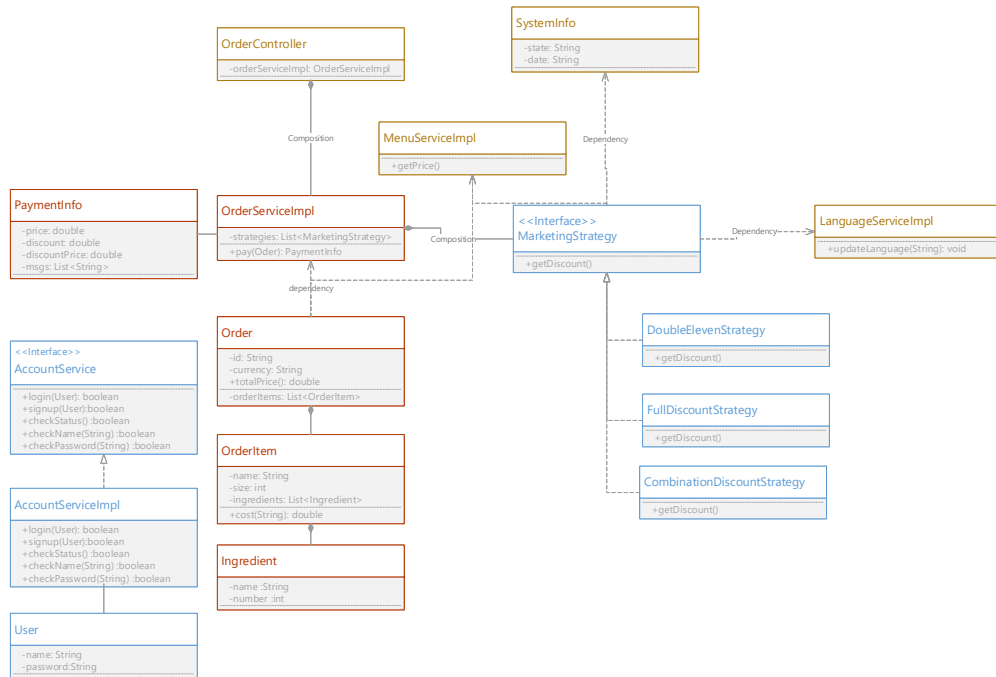 SystemInfo
-state: String
-date: String
OrderController
-orderServiceImpl: OrderServiceImpl
Composition
MenuServiceImpl
+getPrice()
Dependency
PaymentInfo
-price: double
-discount: double
-discountPrice: double
-msgs: List<String>
OrderServiceImpl
-strategies: List<MarketingStrategy>
+pay(Oder): PaymentInfo
Composition
<<Interface>>
MarketingStrategy
+getDiscount()
Dependency
LanguageServiceImpl
+updateLanguage(String): void
dependency
Order
-id: String
-currency: String
+totalPrice(): double
-orderItems: List<OrderItem>
DoubleElevenStrategy
+getDiscount()
<<Interface>>
AccountService
+login(User): boolean
+signup(User):boolean
+checkStatus() :boolean
+checkName(String) :boolean
+checkPassword(String) :boolean
FullDiscountStrategy
+getDiscount()
OrderItem
-name: String
-size: int
-ingredients: List<Ingredient>
+cost(String): double
CombinationDiscountStrategy
+getDiscount()
AccountServiceImpl
+login(User): boolean
+signup(User):boolean
+checkStatus() :boolean
+checkName(String) :boolean
+checkPassword(String) :boolean
Ingredient
-name :String
-number :int
User
-name: String
-password:String